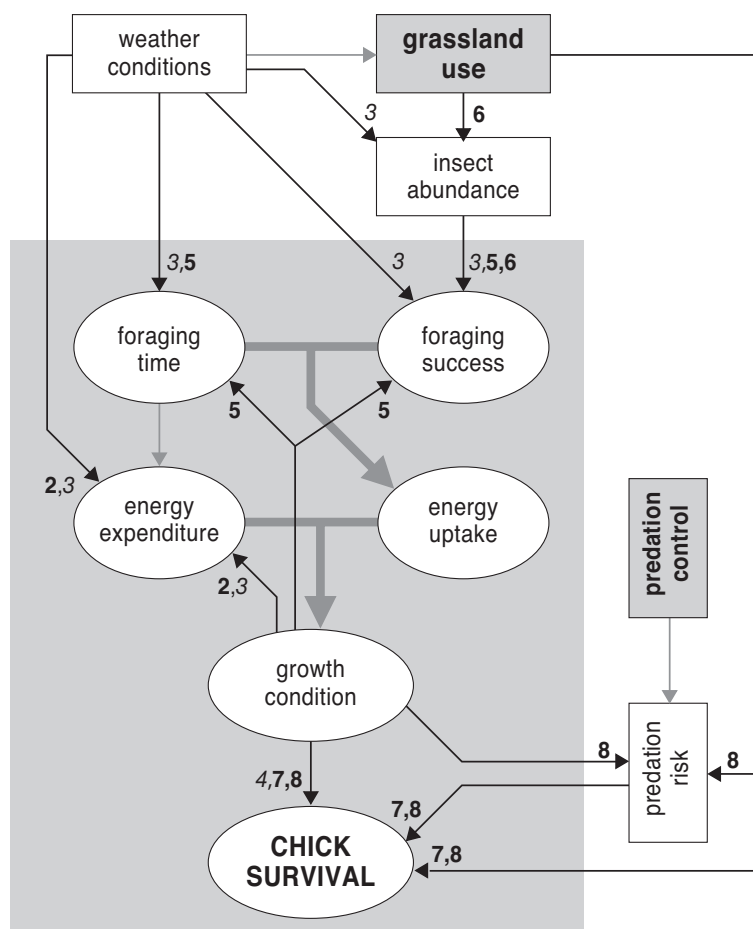 weather
conditions
grassland
use
3
6
insect
abundance
3,5
3
3,5,6
foraging
time
foraging
success
5
5
2,3
energy
expenditure
energy
uptake
predation
control
2,3
growth
condition
8
predation
risk
8
4,7,8
7,8
CHICK
SURVIVAL
7,8